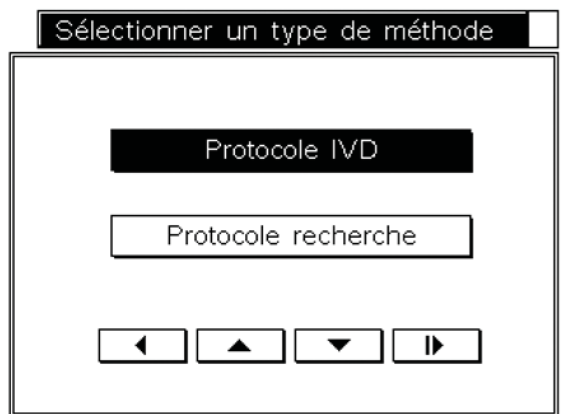 Sélectionner un type de méthode
Protocole IVD
Protocole recherche